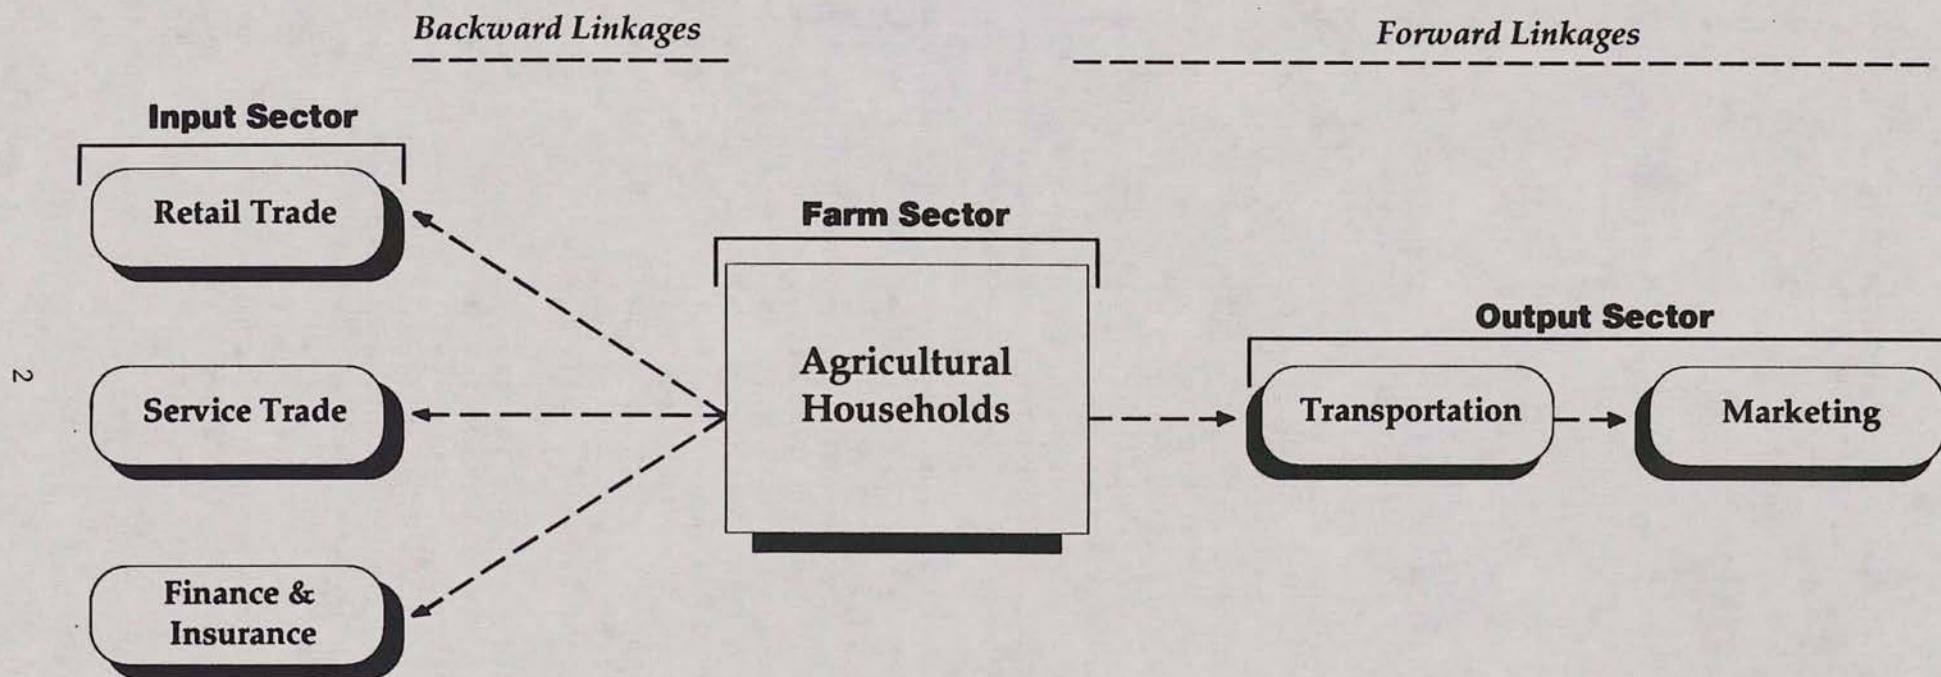 Backward Linkages
Forward Linkages
Input Sector
Retail Trade
Farm Sector
Agricultural
Households
Output Sector
Service Trade
Transportation
Marketing
Finance &
Insurance
2